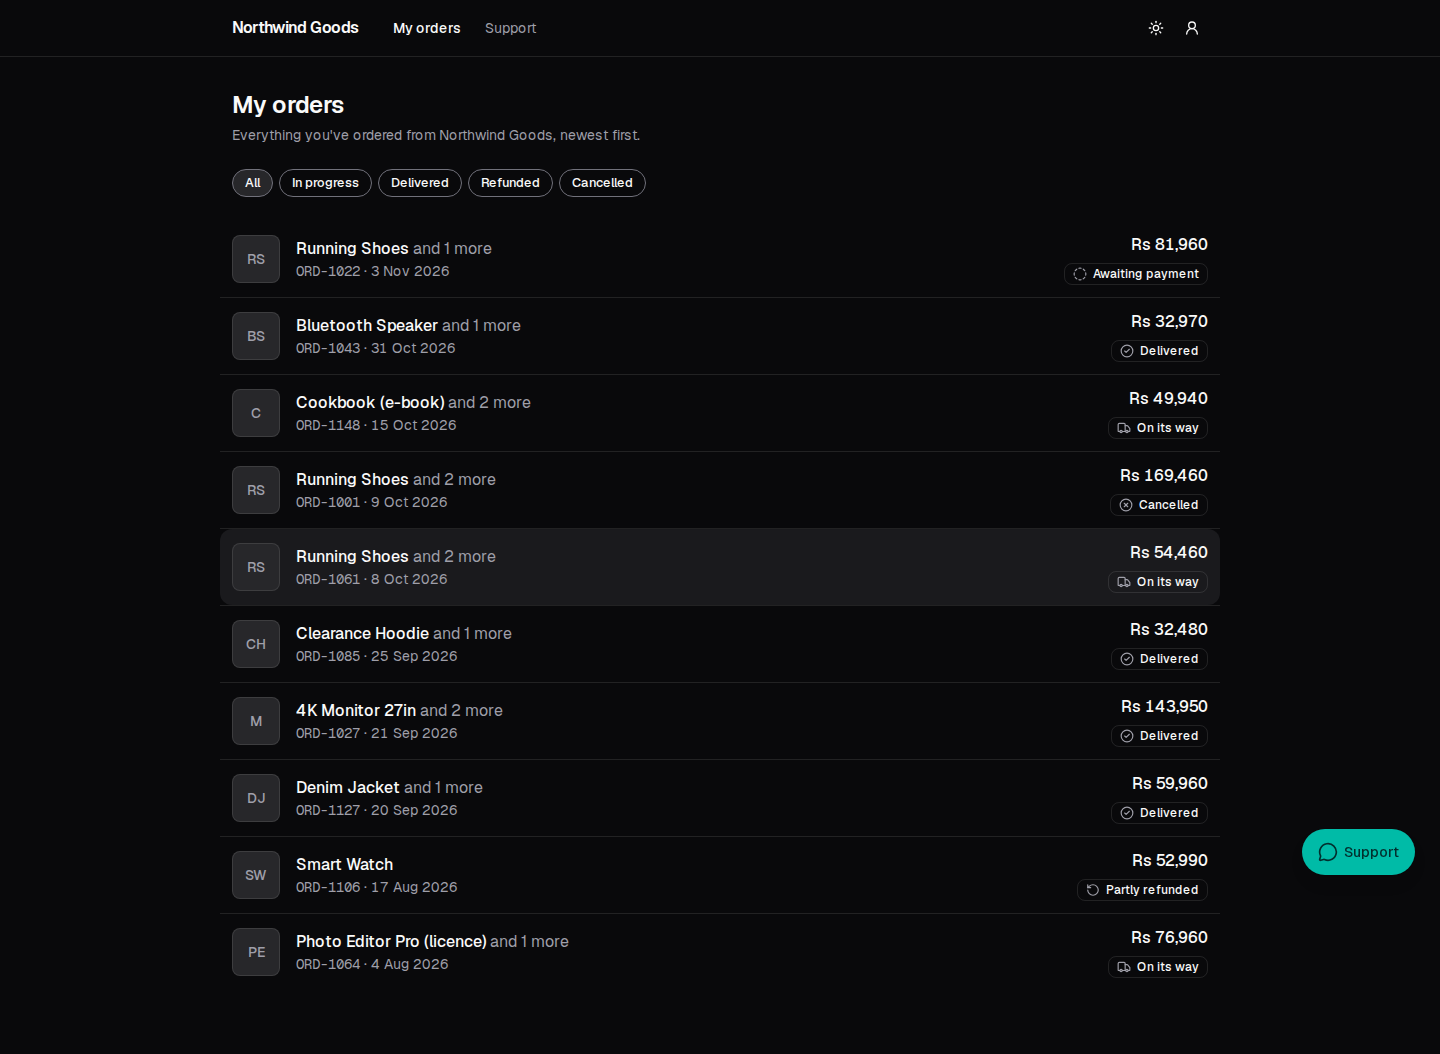 Northwind Goods My orders Support
My orders
Everything you've ordered from Northwind Goods, newest first.
All In progress Delivered Refunded Cancelled
RS Running Shoes and 1 more Rs 81,960
ORD-1022 · 3 Nov 2026 Awaiting payment
BS Bluetooth Speaker and 1 more Rs 32,970
ORD-1043 · 31 Oct 2026 Delivered
C Cookbook (e-book) and 2 more Rs 49,940
ORD-1148 · 15 Oct 2026 On its way
RS Running Shoes and 2 more Rs 169,460
ORD-1001 · 9 Oct 2026 Cancelled
RS Running Shoes and 2 more Rs 54,460
ORD-1061 · 8 Oct 2026 On its way
CH Clearance Hoodie and 1 more Rs 32,480
ORD-1085 · 25 Sep 2026 Delivered
M 4K Monitor 27in and 2 more Rs 143,950
ORD-1027 · 21 Sep 2026 Delivered
DJ Denim Jacket and 1 more Rs 59,960
ORD-1127 · 20 Sep 2026 Delivered
SW Smart Watch Rs 52,990
ORD-1106 · 17 Aug 2026 Partly refunded
PE Photo Editor Pro (licence) and 1 more Rs 76,960
ORD-1064 · 4 Aug 2026 On its way
Support